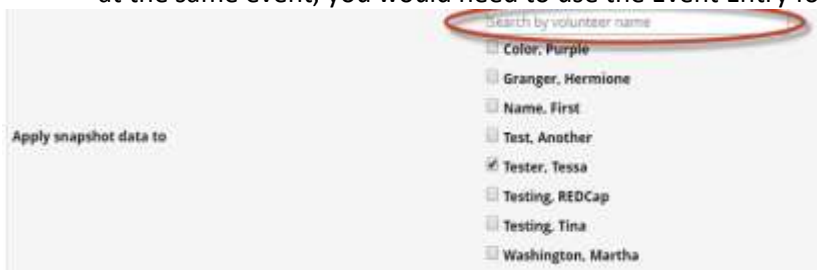 at the same event, you would need to use the Event Entry fo
Search by volunteer name
Color, Purple
Granger, Hermione
Name, First
Apply snapshot data to
Test, Another
Tester, Tessa
Testing, REDCap
Testing, Tina
Washington, Martha